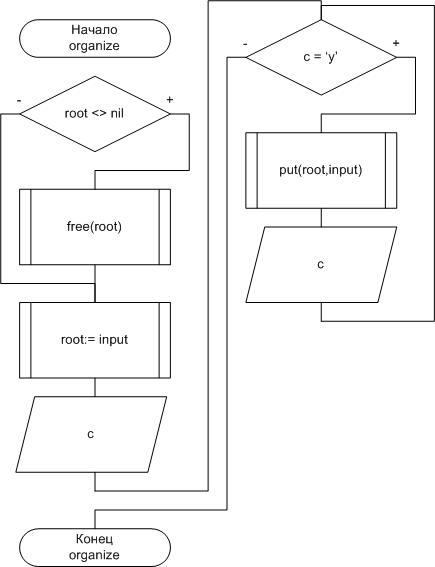 Начало
organize
-
+
root <> nil
free(root)
root:= input
c
Конец
organize
-
+
c = ‘y’
put(root,input)
c